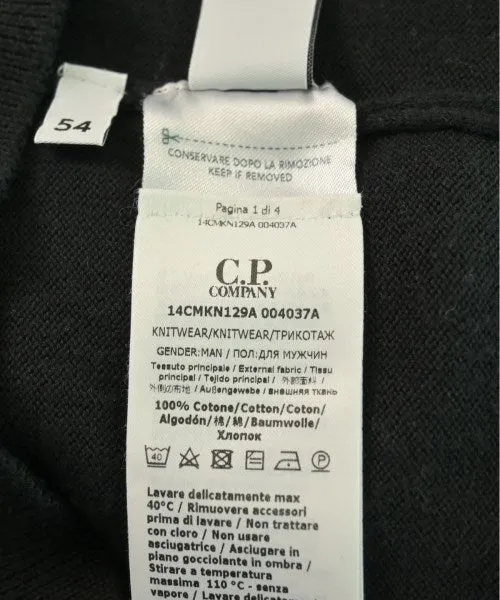 54
CONSERVARE DOPO LA RIMOZIONE
KEEP IF REMOVED
Pagina 1 di 4
14CMKN129A 004037A
C.P.
COMPANY
14CMKN129A 004037A
KNITWEAR/KNITWEAR/ТРИКОТАЖ
GENDER:MAN / ПОЛ:ДЛЯ МУЖЧИН
Tessuto principale / External fabric / Tissu
principal / Tejido principal / 外部面料 /
外側の布地 / Außengewebe / внешняя ткань
100% Cotone/Cotton/Coton/
Algodón/棉/綿/Baumwolle/
Хлопок
40
P
Lavare delicatamente max
40°C / Rimuovere accessori
prima di lavare / Non trattare
con cloro / Non usare
asciugatrice / Asciugare in
piano gocciolante in ombra /
Stirare a temperatura
massima 110°C - senza
vapore / Lavare a secco